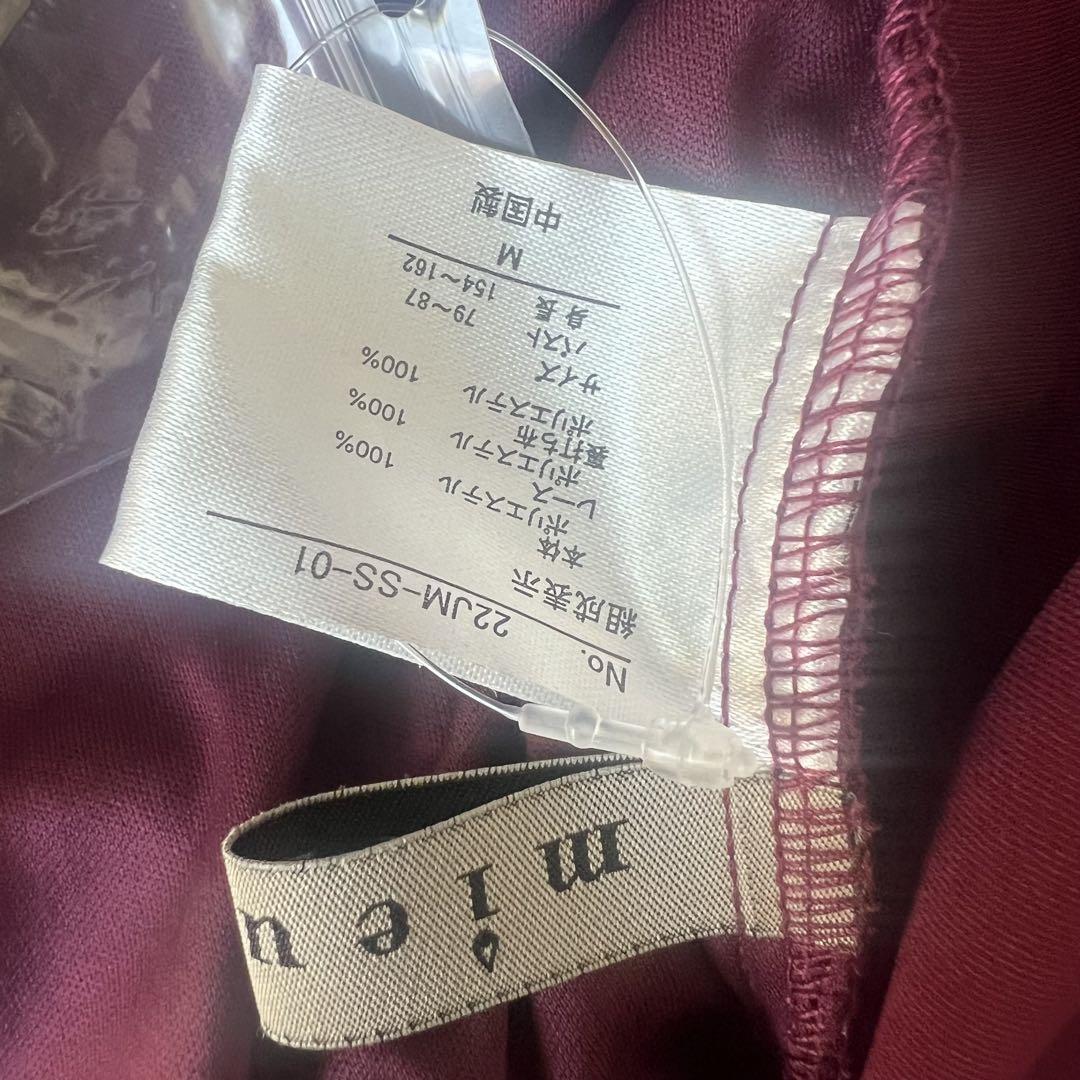 No. 22JM-SS-01
組成表示
本体
ポリエステル 100%
レース
ポリエステル 100%
裏打ち布
ポリエステル 100%
サイズ
バスト 79～87
身長 154～162
M
中国製
mieu